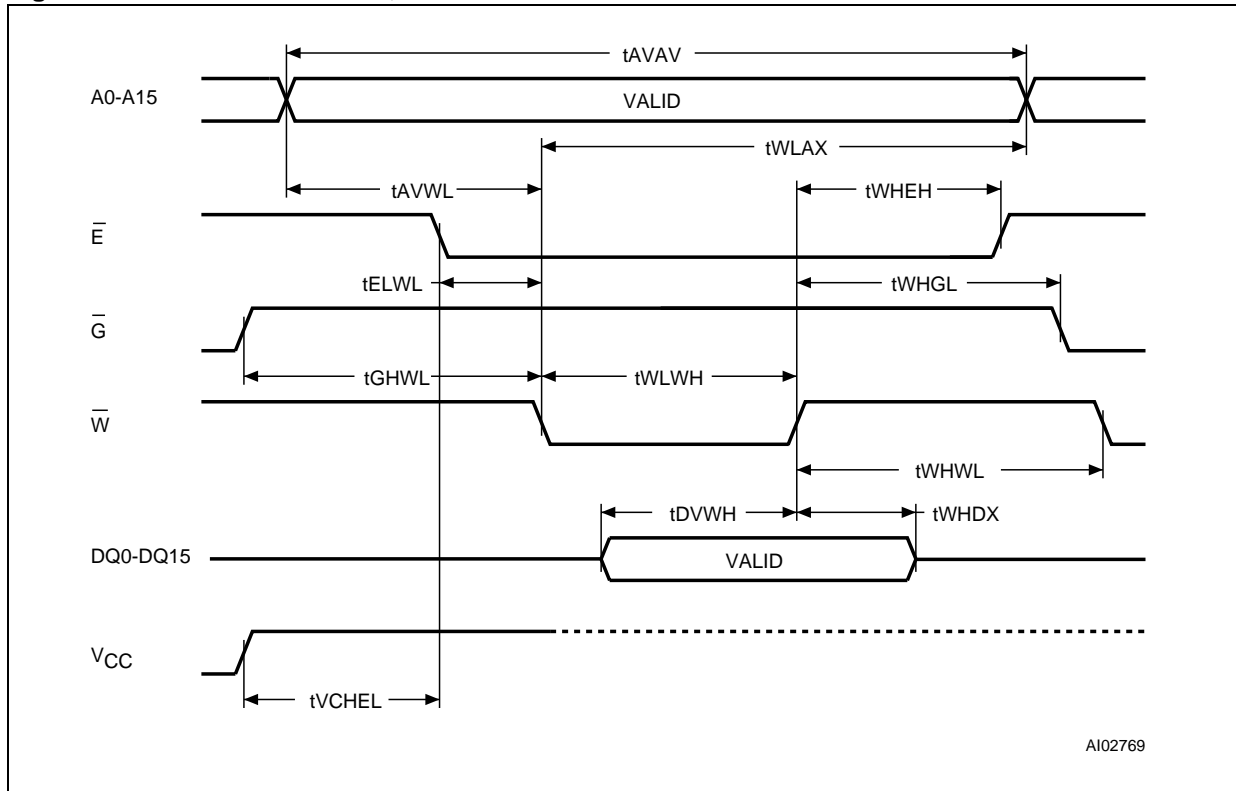 tAVAV
A0-A15
VALID
tWLAX
tAVWL
tWHEH
E
tELWL
tWHGL
G
tGHWL
tWLWH
W
tWHWL
tDVWH
tWHDX
DQ0-DQ15
VALID
VCC
tVCHEL
AI02769